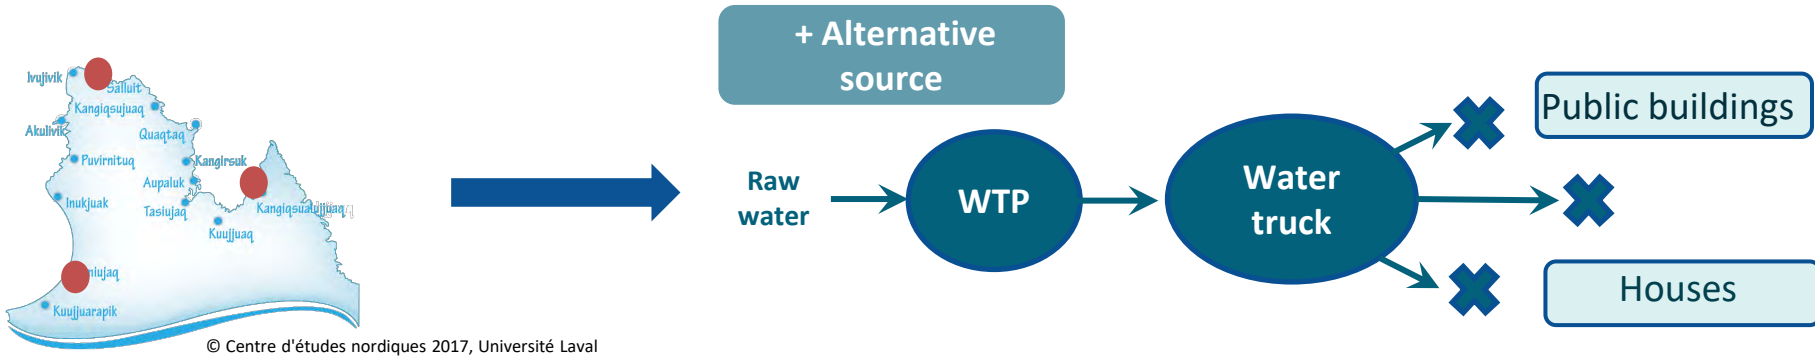 + Alternative
source
Ivujivik
Salluit
Kangiqsujuaq
Akulivik
Quaqtaq
Puvirnituq
Kangirsuk
Aupaluk
Inukjuak
Tasiujaq
Kangiqsualujjuaq
Kuujjuaq
niujaq
Kuujjuarapik
© Centre d'études nordiques 2017, Université Laval
Raw
water
WTP
Water
truck
Public buildings
Houses